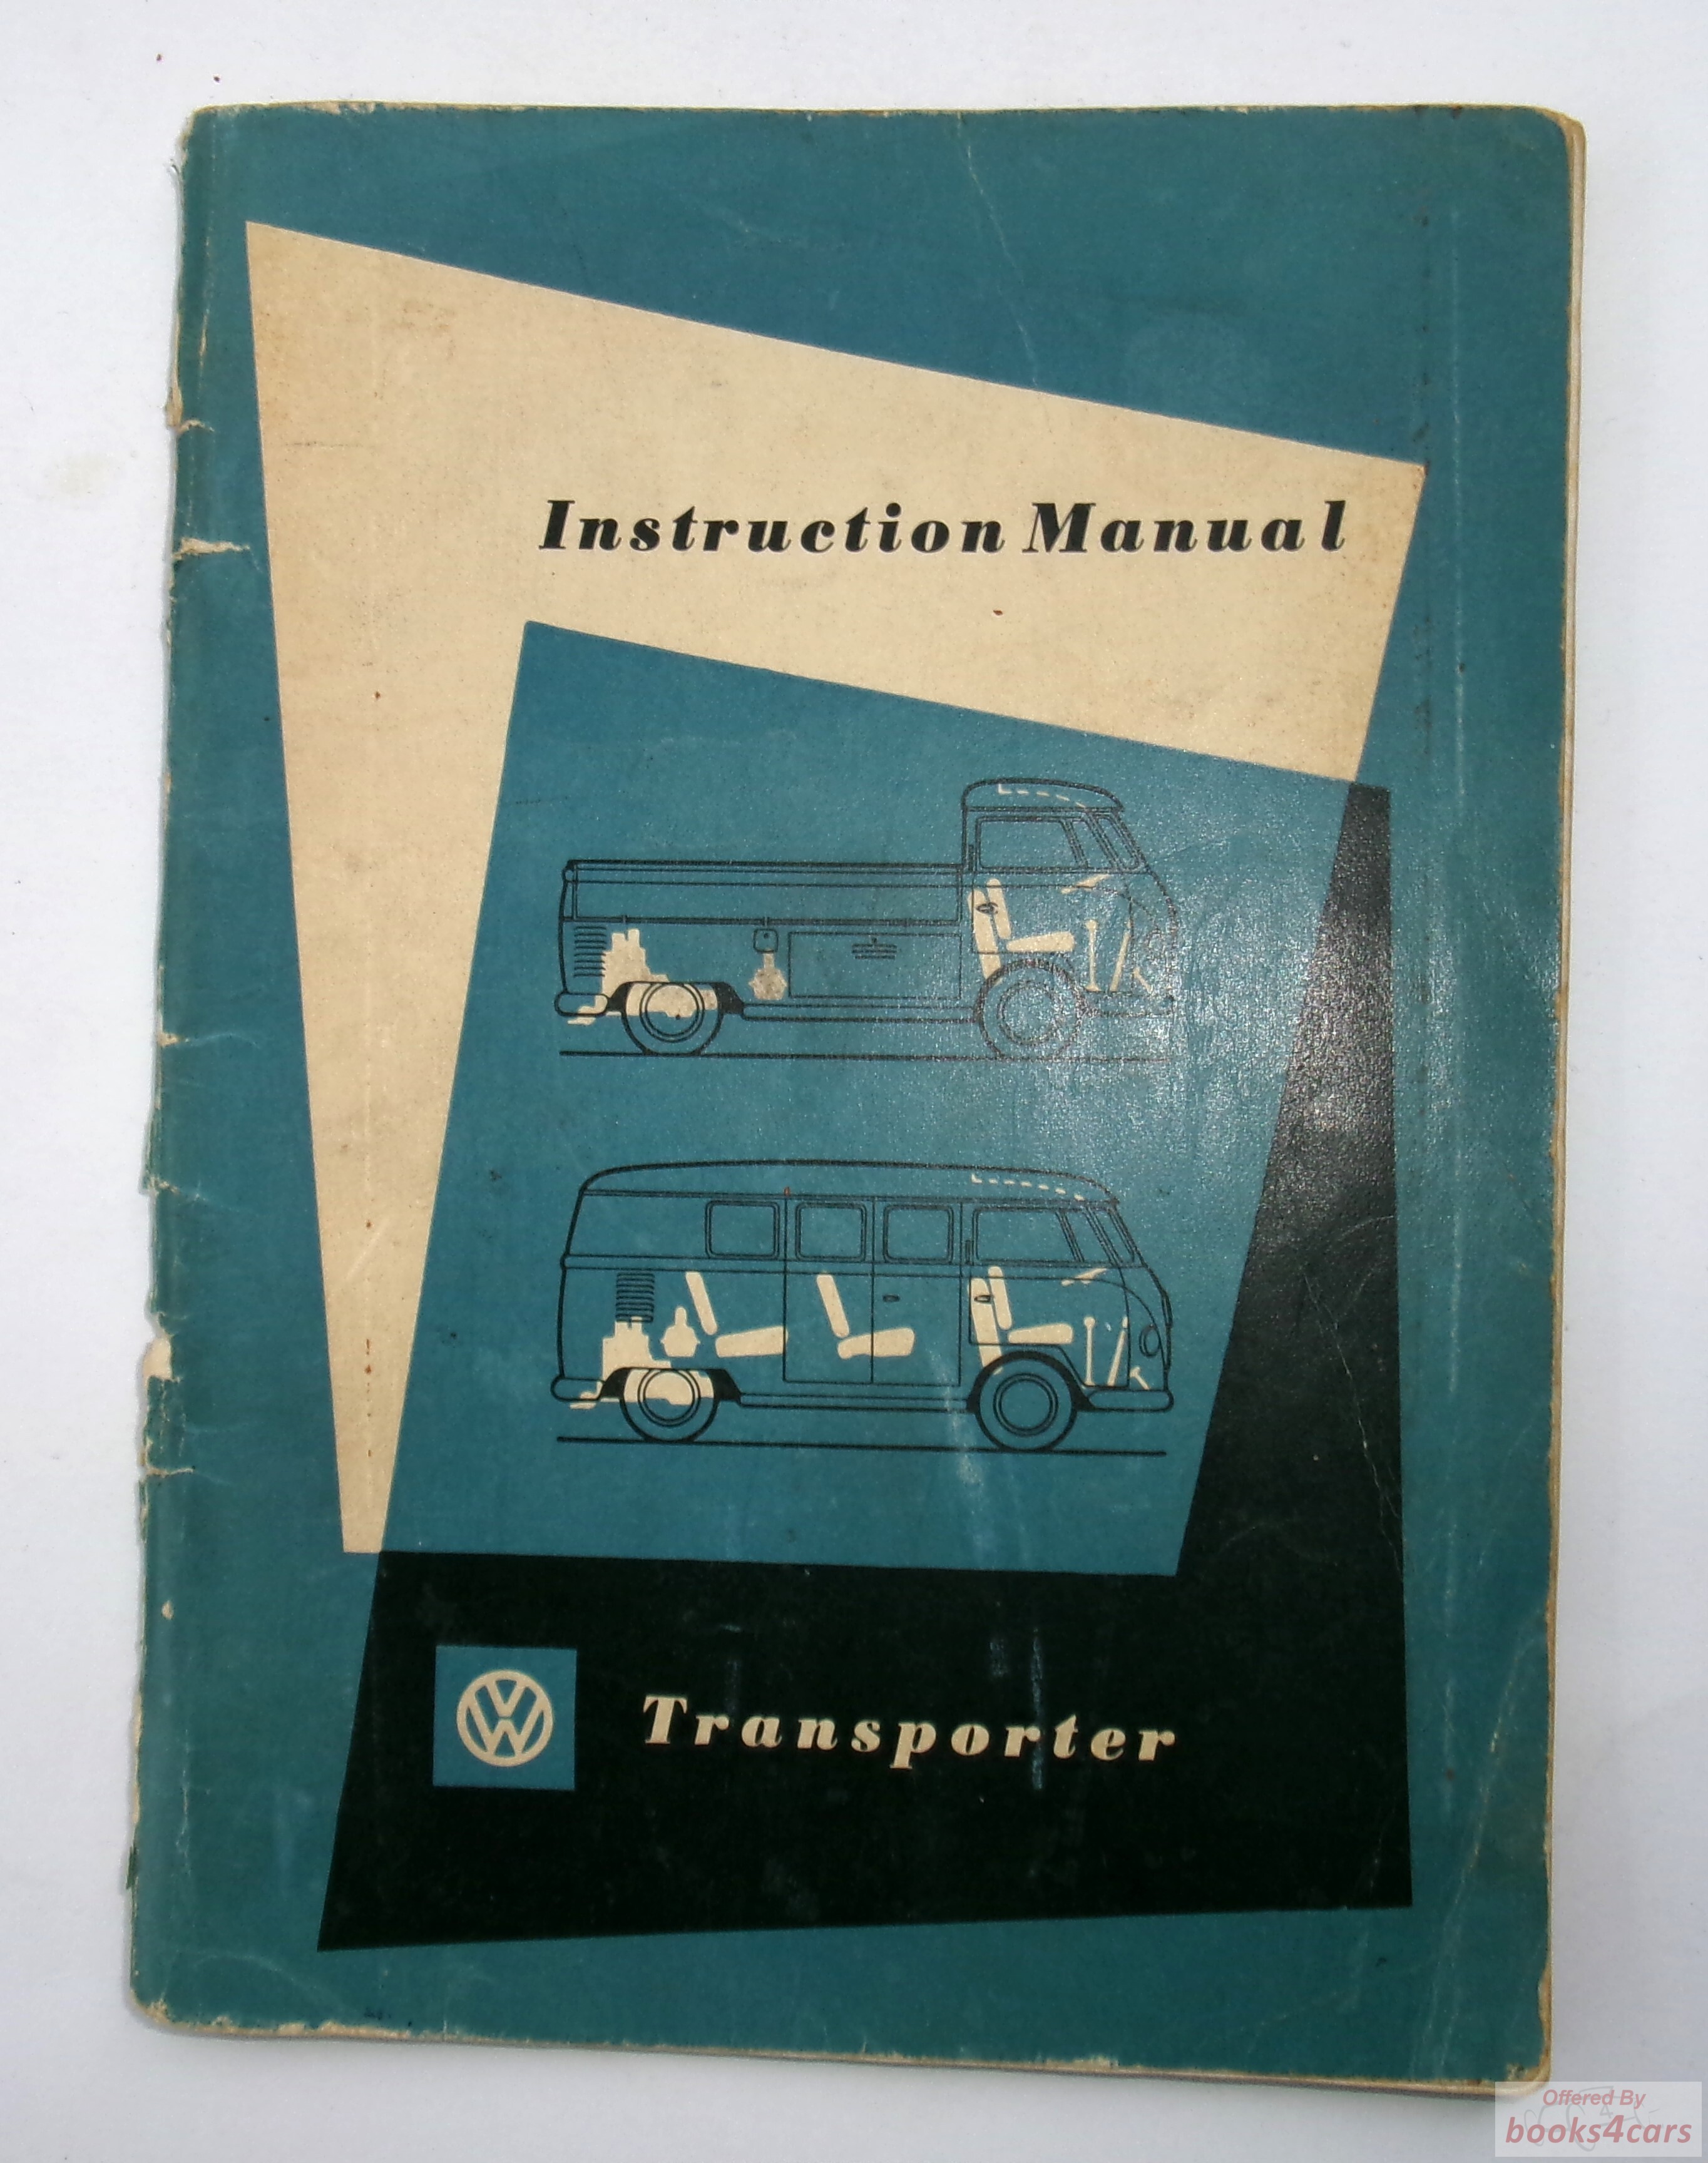 Instruction Manual
VW
Transporter
Offered By
books4cars